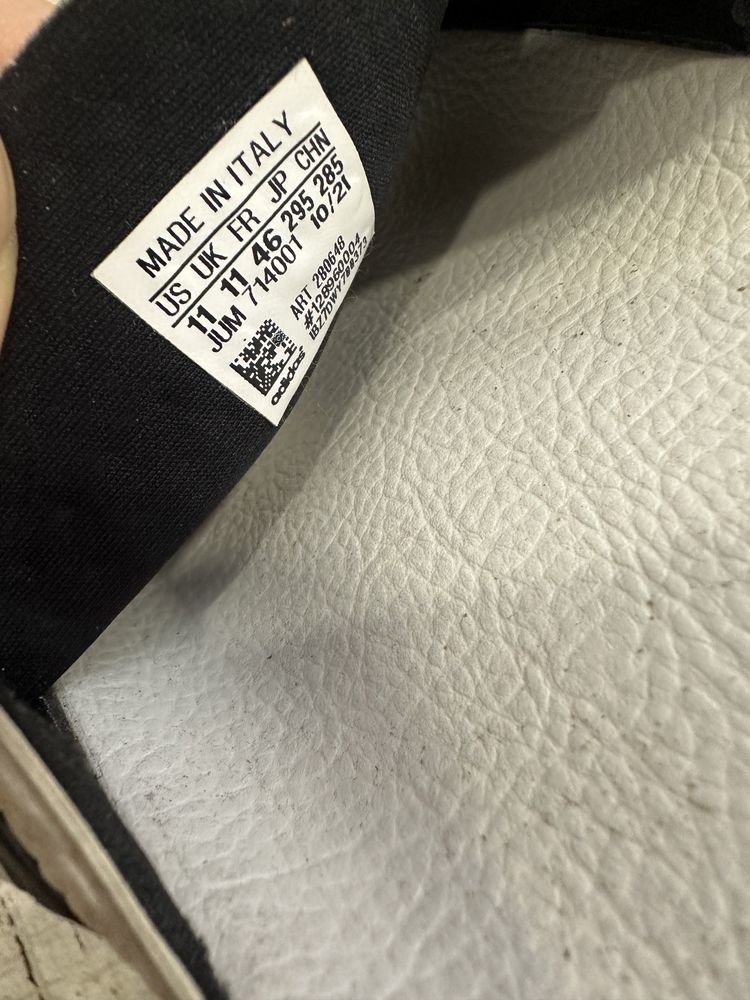 MADE IN ITALY
US UK FR JP CHN
11 11 46 295 285
JUM 714001 10/21
ART 280648
#128960004
adidas